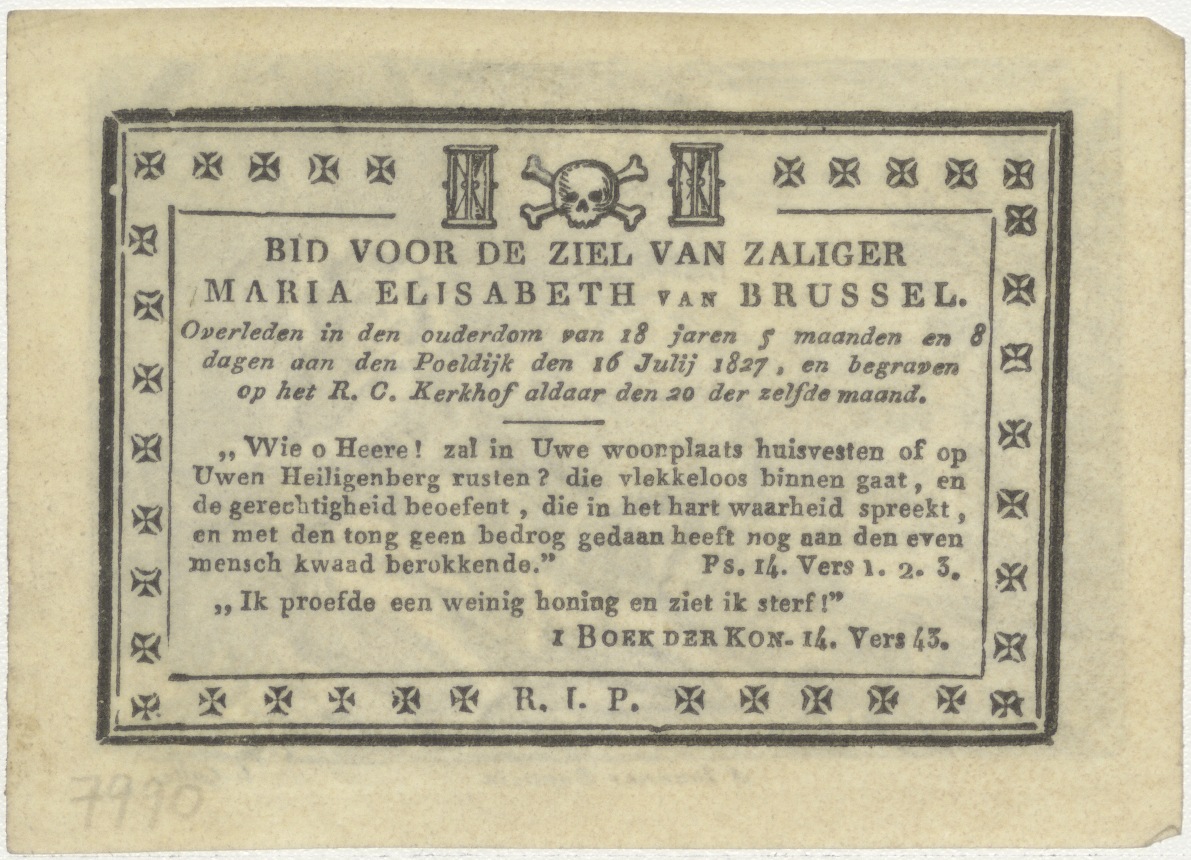 BID VOOR DE ZIEL VAN ZALIGER
MARIA ELISABETH VAN BRUSSEL.
Overleden in den ouderdom van 18 jaren 5 maanden en 8
dagen aan den Poeldijk den 16 Julij 1827, en begraven
op het R. C. Kerkhof aldaar den 20 der zelfde maand.
„Wie o Heere! zal in Uwe woonplaats huisvesten of op
Uwen Heiligenberg rusten? die vlekkeloos binnen gaat, en
de gerechtigheid beoefent, die in het hart waarheid spreekt,
en met den tong geen bedrog gedaan heeft nog aan den even
mensch kwaad berokkende.” Ps. 14. Vers 1. 2. 3.
„Ik proefde een weinig honing en ziet ik sterf!”
1 BOEK DER KON- 14. Vers 43.
R. I. P.
7990